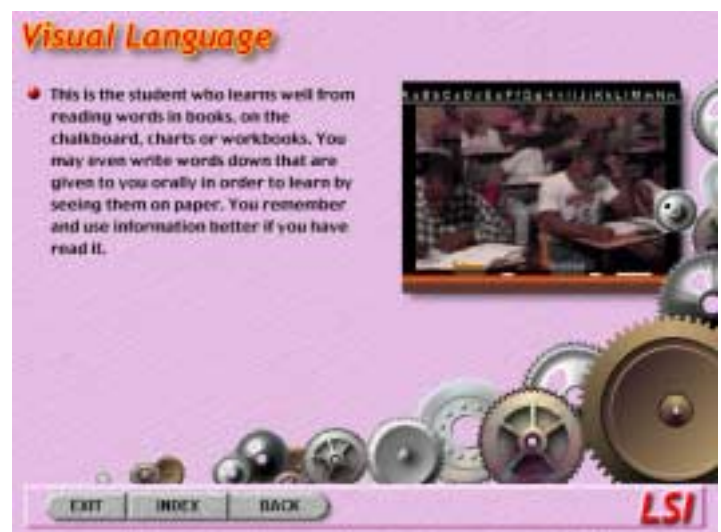 Visual Language
This is the student who learns well from
reading words in books, on the
chalkboard, charts or workbooks. You
may even write words down that are
given to you orally in order to learn by
seeing them on paper. You remember
and use information better if you have
read it.
EXIT INDEX BACK
LSI